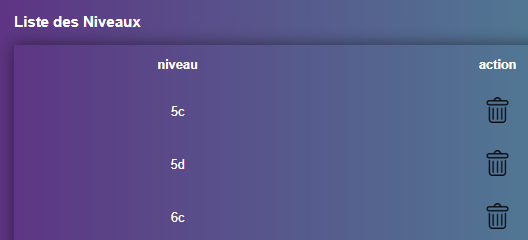 Liste des Niveaux
niveau action
5c
5d
6c